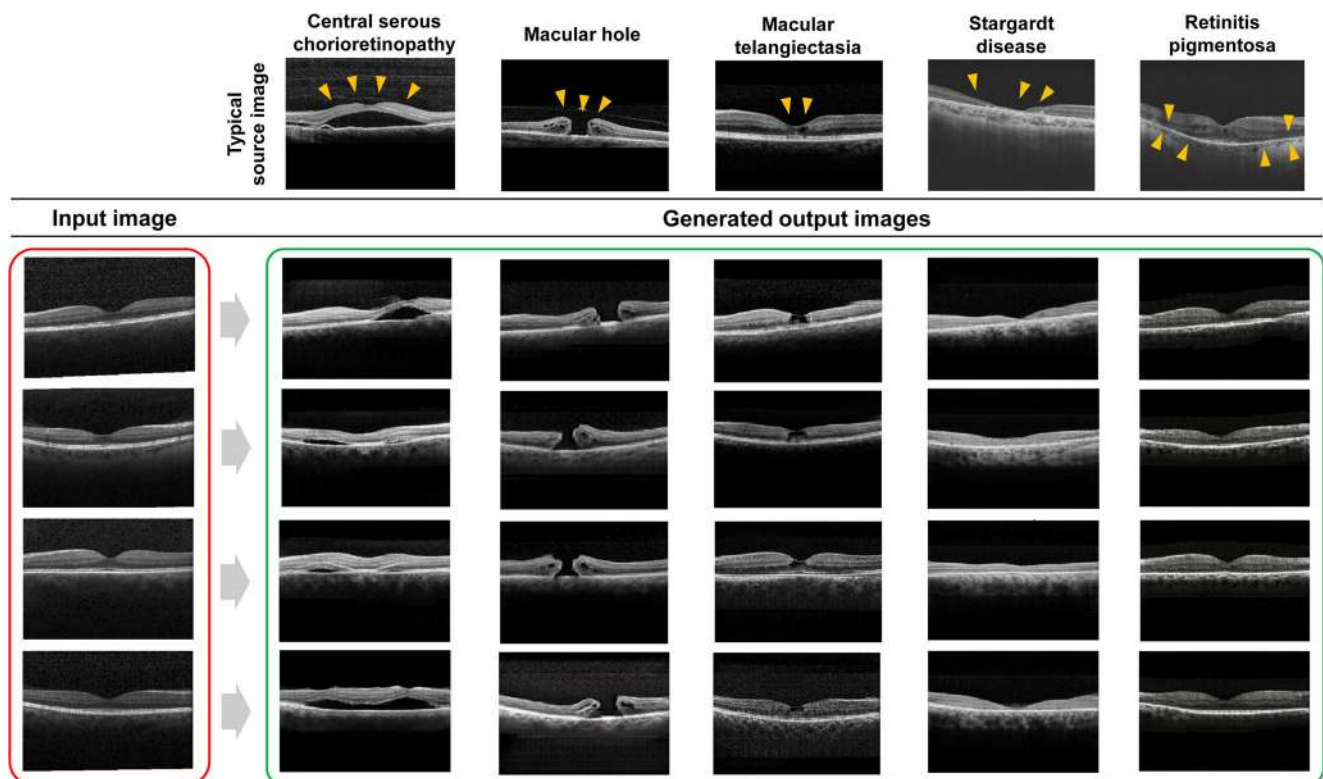 Central serous
chorioretinopathy
Macular hole
Macular
telangiectasia
Stargardt
disease
Retinitis
pigmentosa
Typical
source image
Input image
Generated output images